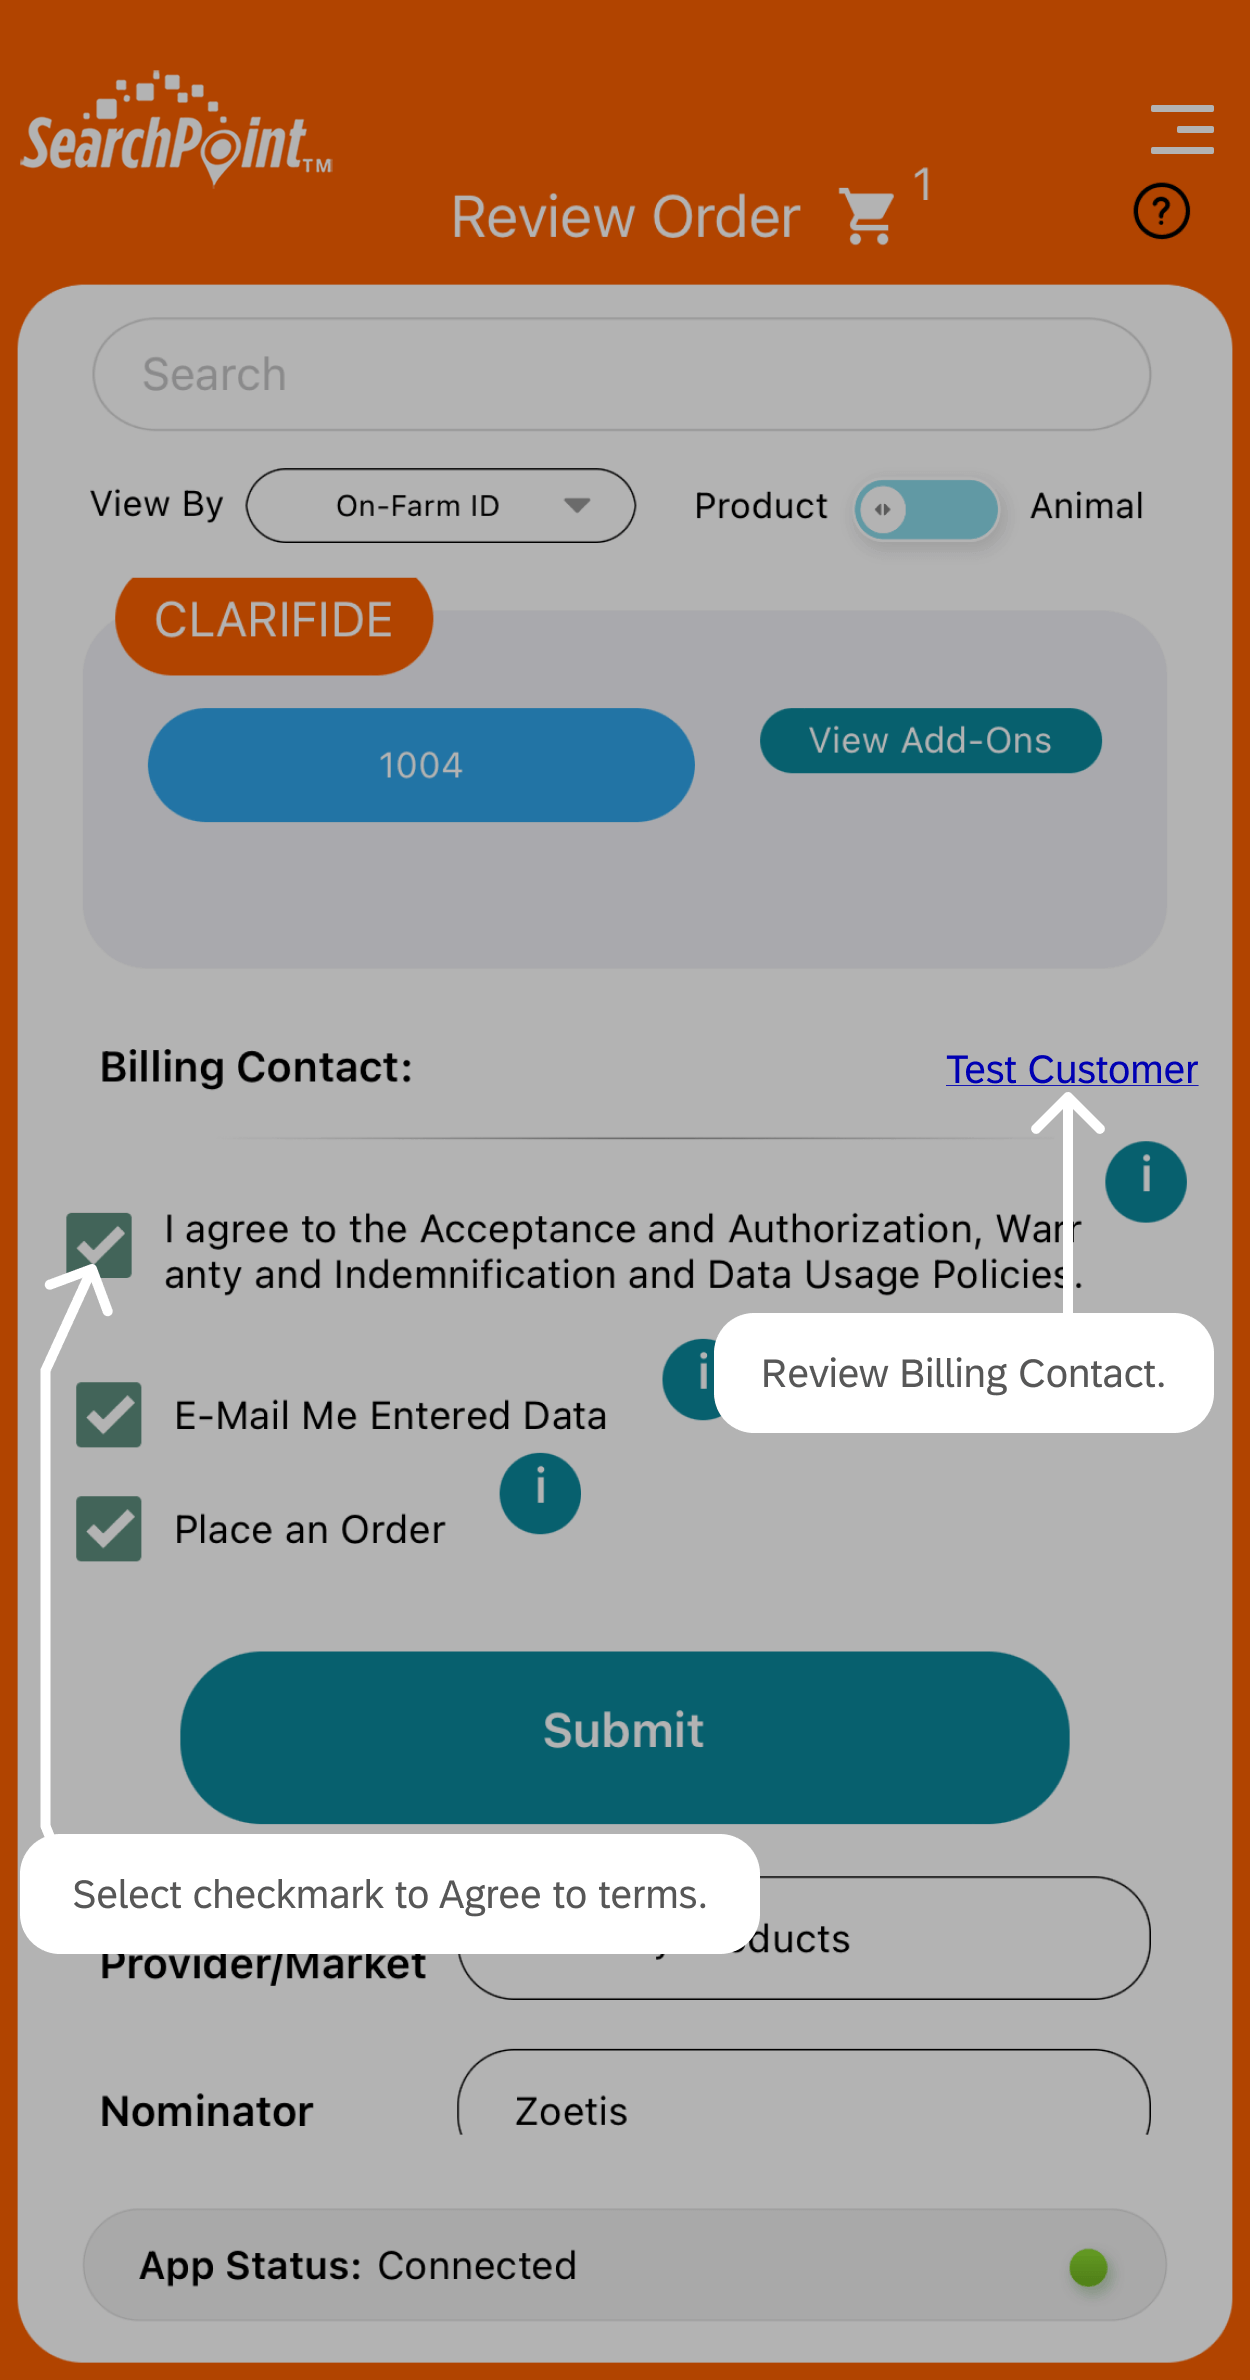 SearchPoint™
Review Order 1
?
Search
View By On-Farm ID Product Animal
CLARIFIDE
1004 View Add-Ons
Billing Contact: Test Customer
i
I agree to the Acceptance and Authorization, Warr
anty and Indemnification and Data Usage Policies.
i
Review Billing Contact.
E-Mail Me Entered Data
i
Place an Order
Submit
Select checkmark to Agree to terms.
Provider/Market
Nominator Zoetis
App Status: Connected